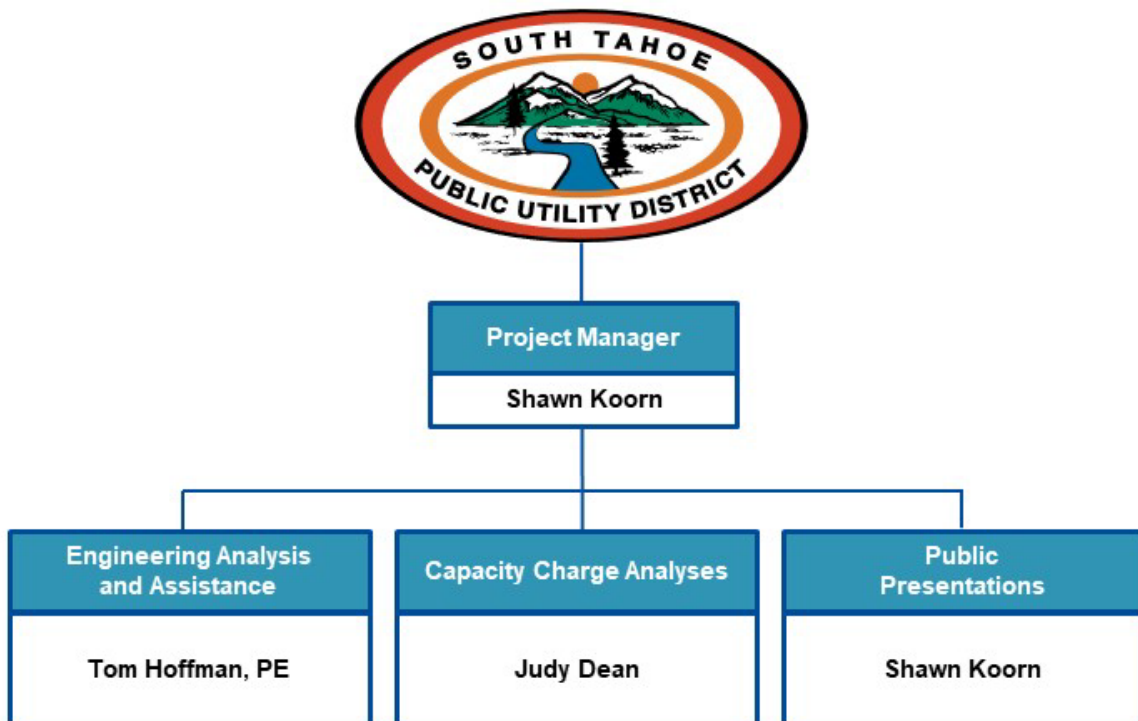 SOUTH TAHOE
PUBLIC UTILITY DISTRICT
Project Manager
Shawn Koorn
Engineering Analysis
and Assistance
Tom Hoffman, PE
Capacity Charge Analyses
Judy Dean
Public
Presentations
Shawn Koorn